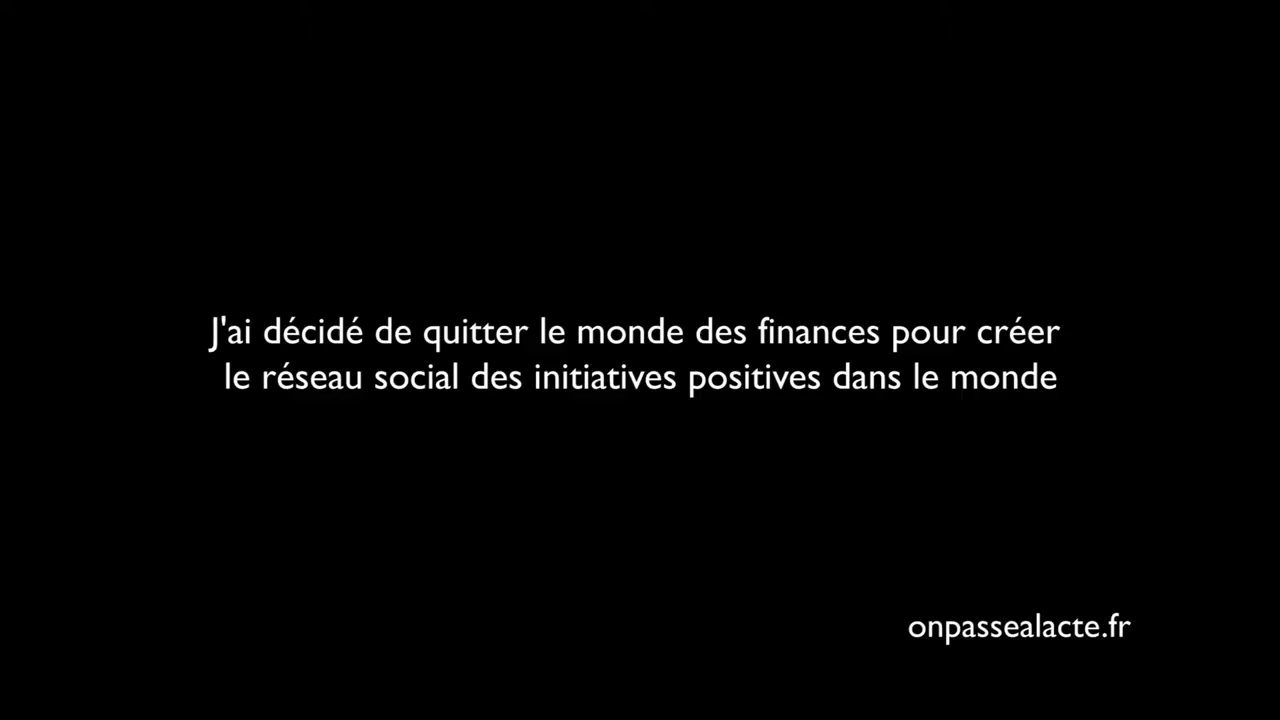 J'ai décidé de quitter le monde des finances pour créer
le réseau social des initiatives positives dans le monde
onpassealacte.fr